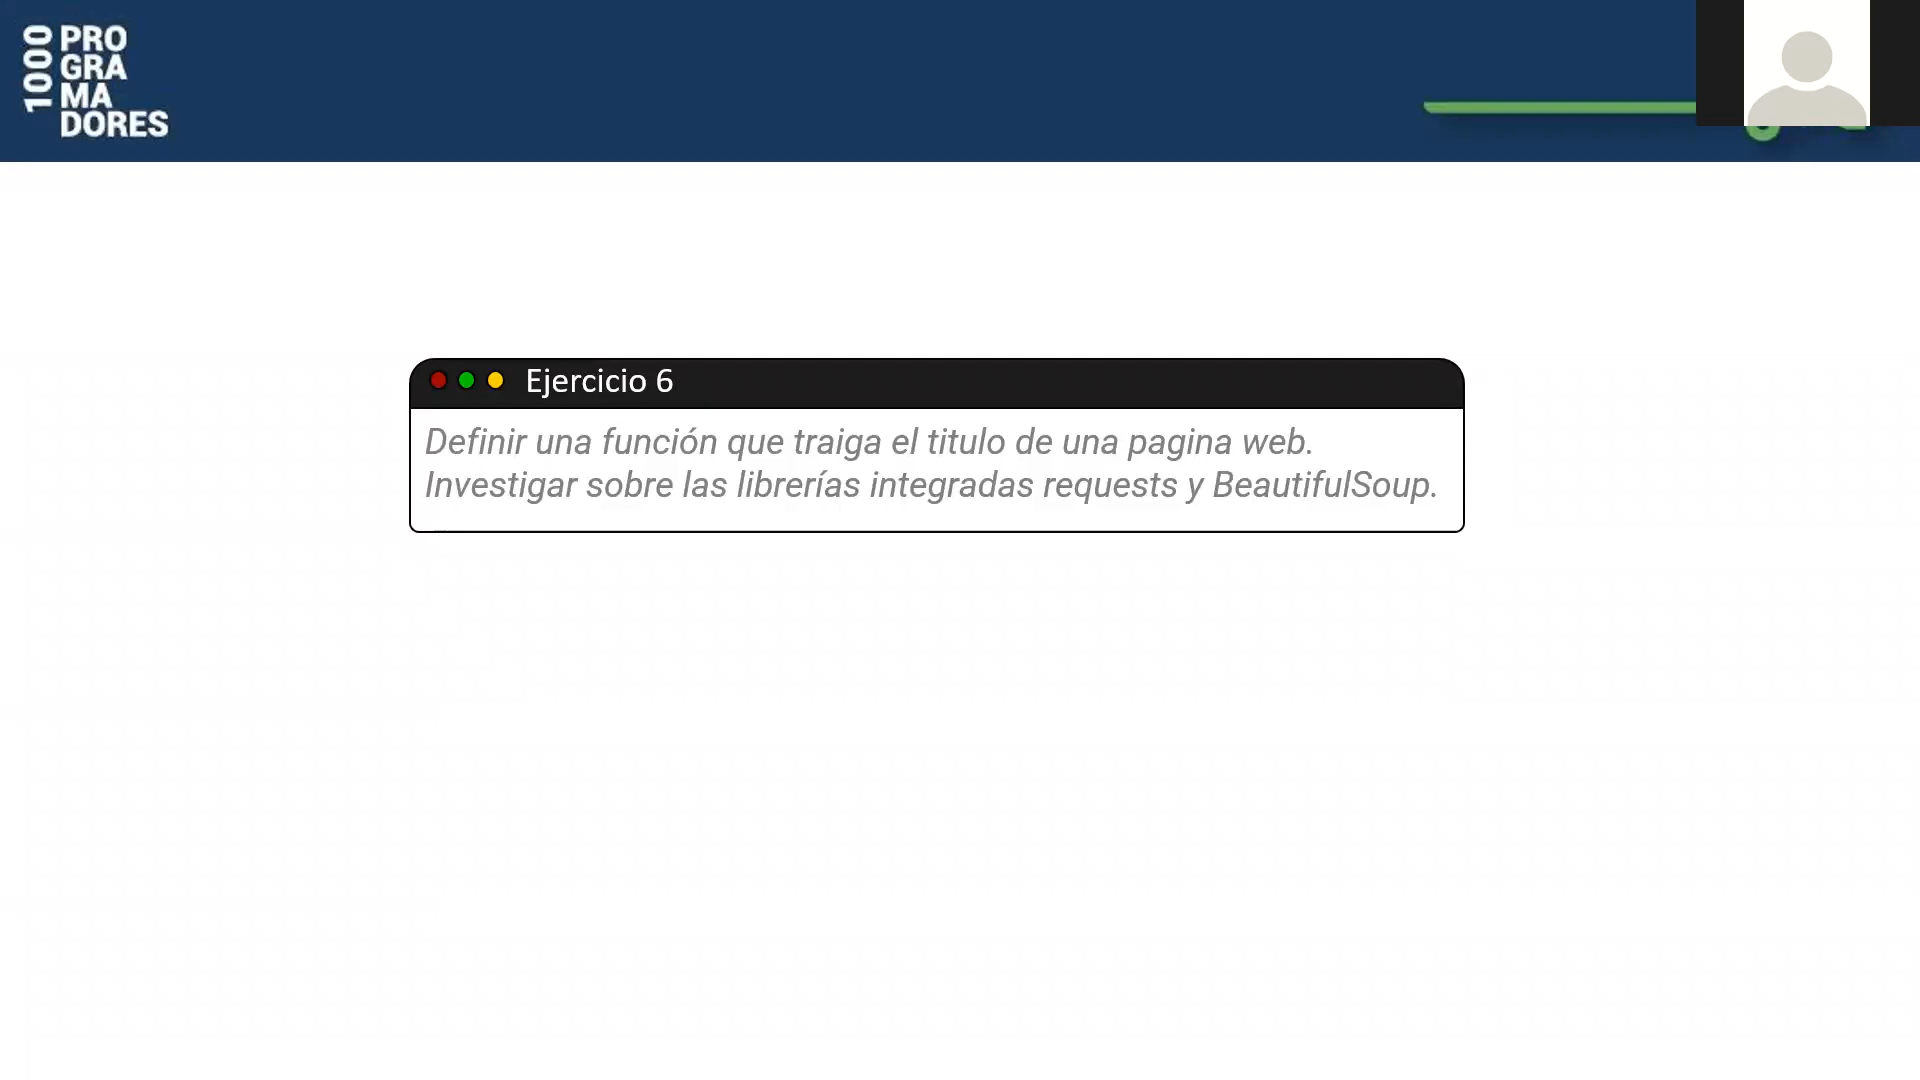 1000
PRO
GRA
MA
DORES
Ejercicio 6
Definir una función que traiga el titulo de una pagina web.
Investigar sobre las librerías integradas requests y BeautifulSoup.